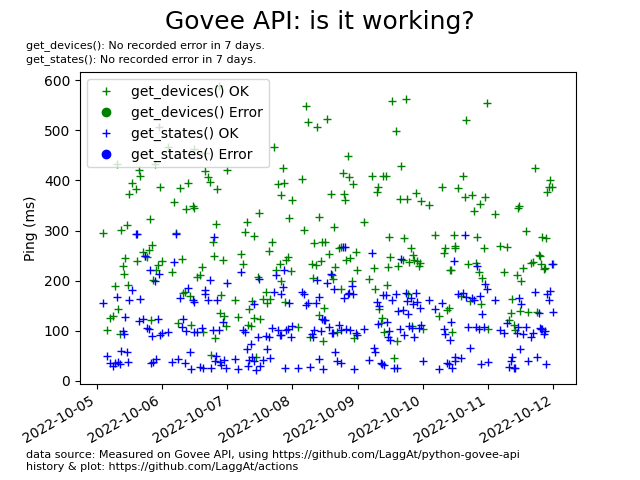 Govee API: is it working?
get_devices(): No recorded error in 7 days.
get_states(): No recorded error in 7 days.
get_devices() OK
get_devices() Error
get_states() OK
get_states() Error
Ping (ms)
600
500
400
300
200
100
0
2022-10-05
2022-10-06
2022-10-07
2022-10-08
2022-10-09
2022-10-10
2022-10-11
2022-10-12
data source: Measured on Govee API, using https://github.com/LaggAt/python-govee-api
history & plot: https://github.com/LaggAt/actions